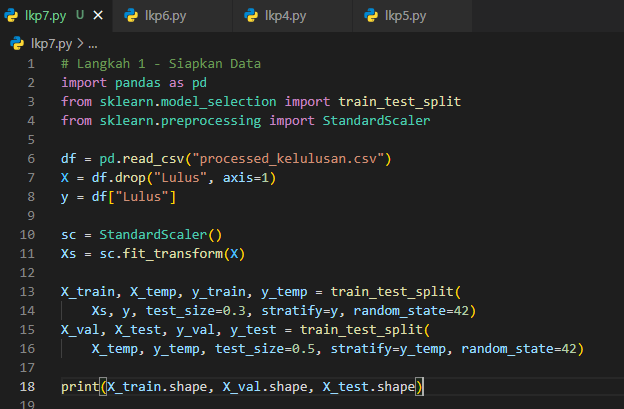 lkp7.py U × lkp6.py lkp4.py lkp5.py
lkp7.py > ...
1 # Langkah 1 - Siapkan Data
2 import pandas as pd
3 from sklearn.model_selection import train_test_split
4 from sklearn.preprocessing import StandardScaler
5
6 df = pd.read_csv("processed_kelulusan.csv")
7 X = df.drop("Lulus", axis=1)
8 y = df["Lulus"]
9
10 sc = StandardScaler()
11 Xs = sc.fit_transform(X)
12
13 X_train, X_temp, y_train, y_temp = train_test_split(
14     Xs, y, test_size=0.3, stratify=y, random_state=42)
15 X_val, X_test, y_val, y_test = train_test_split(
16     X_temp, y_temp, test_size=0.5, stratify=y_temp, random_state=42)
17
18 print(X_train.shape, X_val.shape, X_test.shape)
19